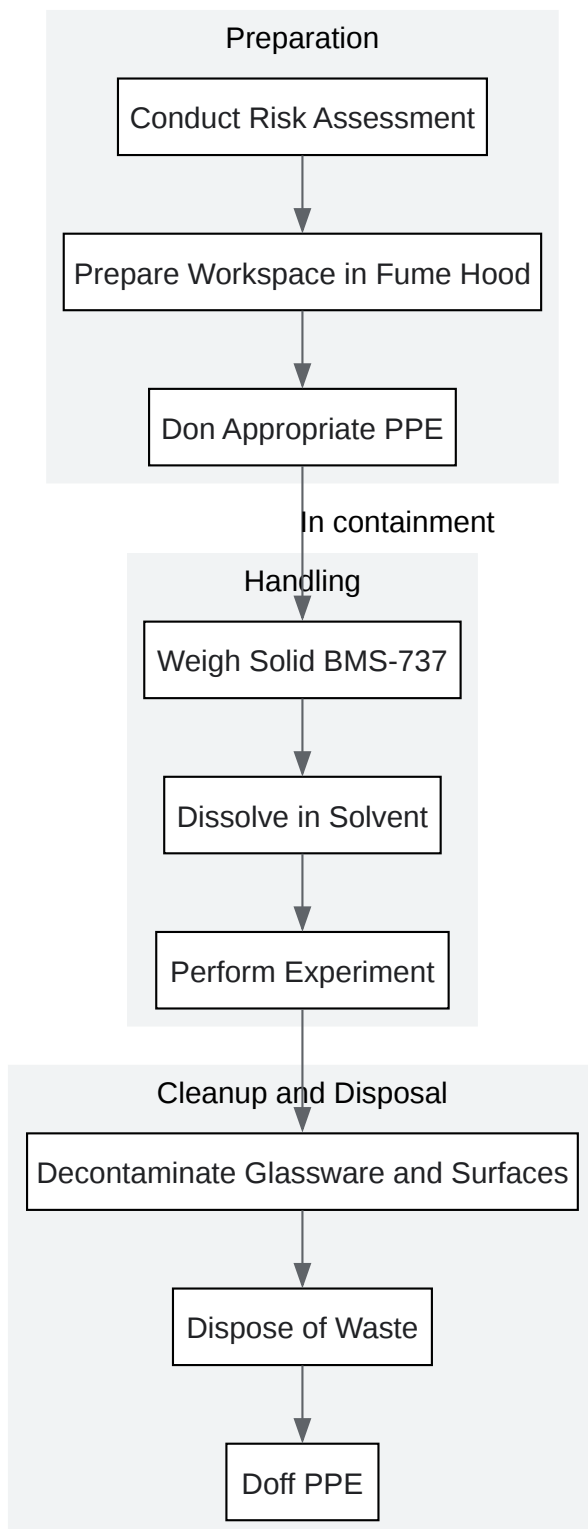 Preparation
Conduct Risk Assessment
Prepare Workspace in Fume Hood
Don Appropriate PPE
In containment
Handling
Weigh Solid BMS-737
Dissolve in Solvent
Perform Experiment
Cleanup and Disposal
Decontaminate Glassware and Surfaces
Dispose of Waste
Doff PPE